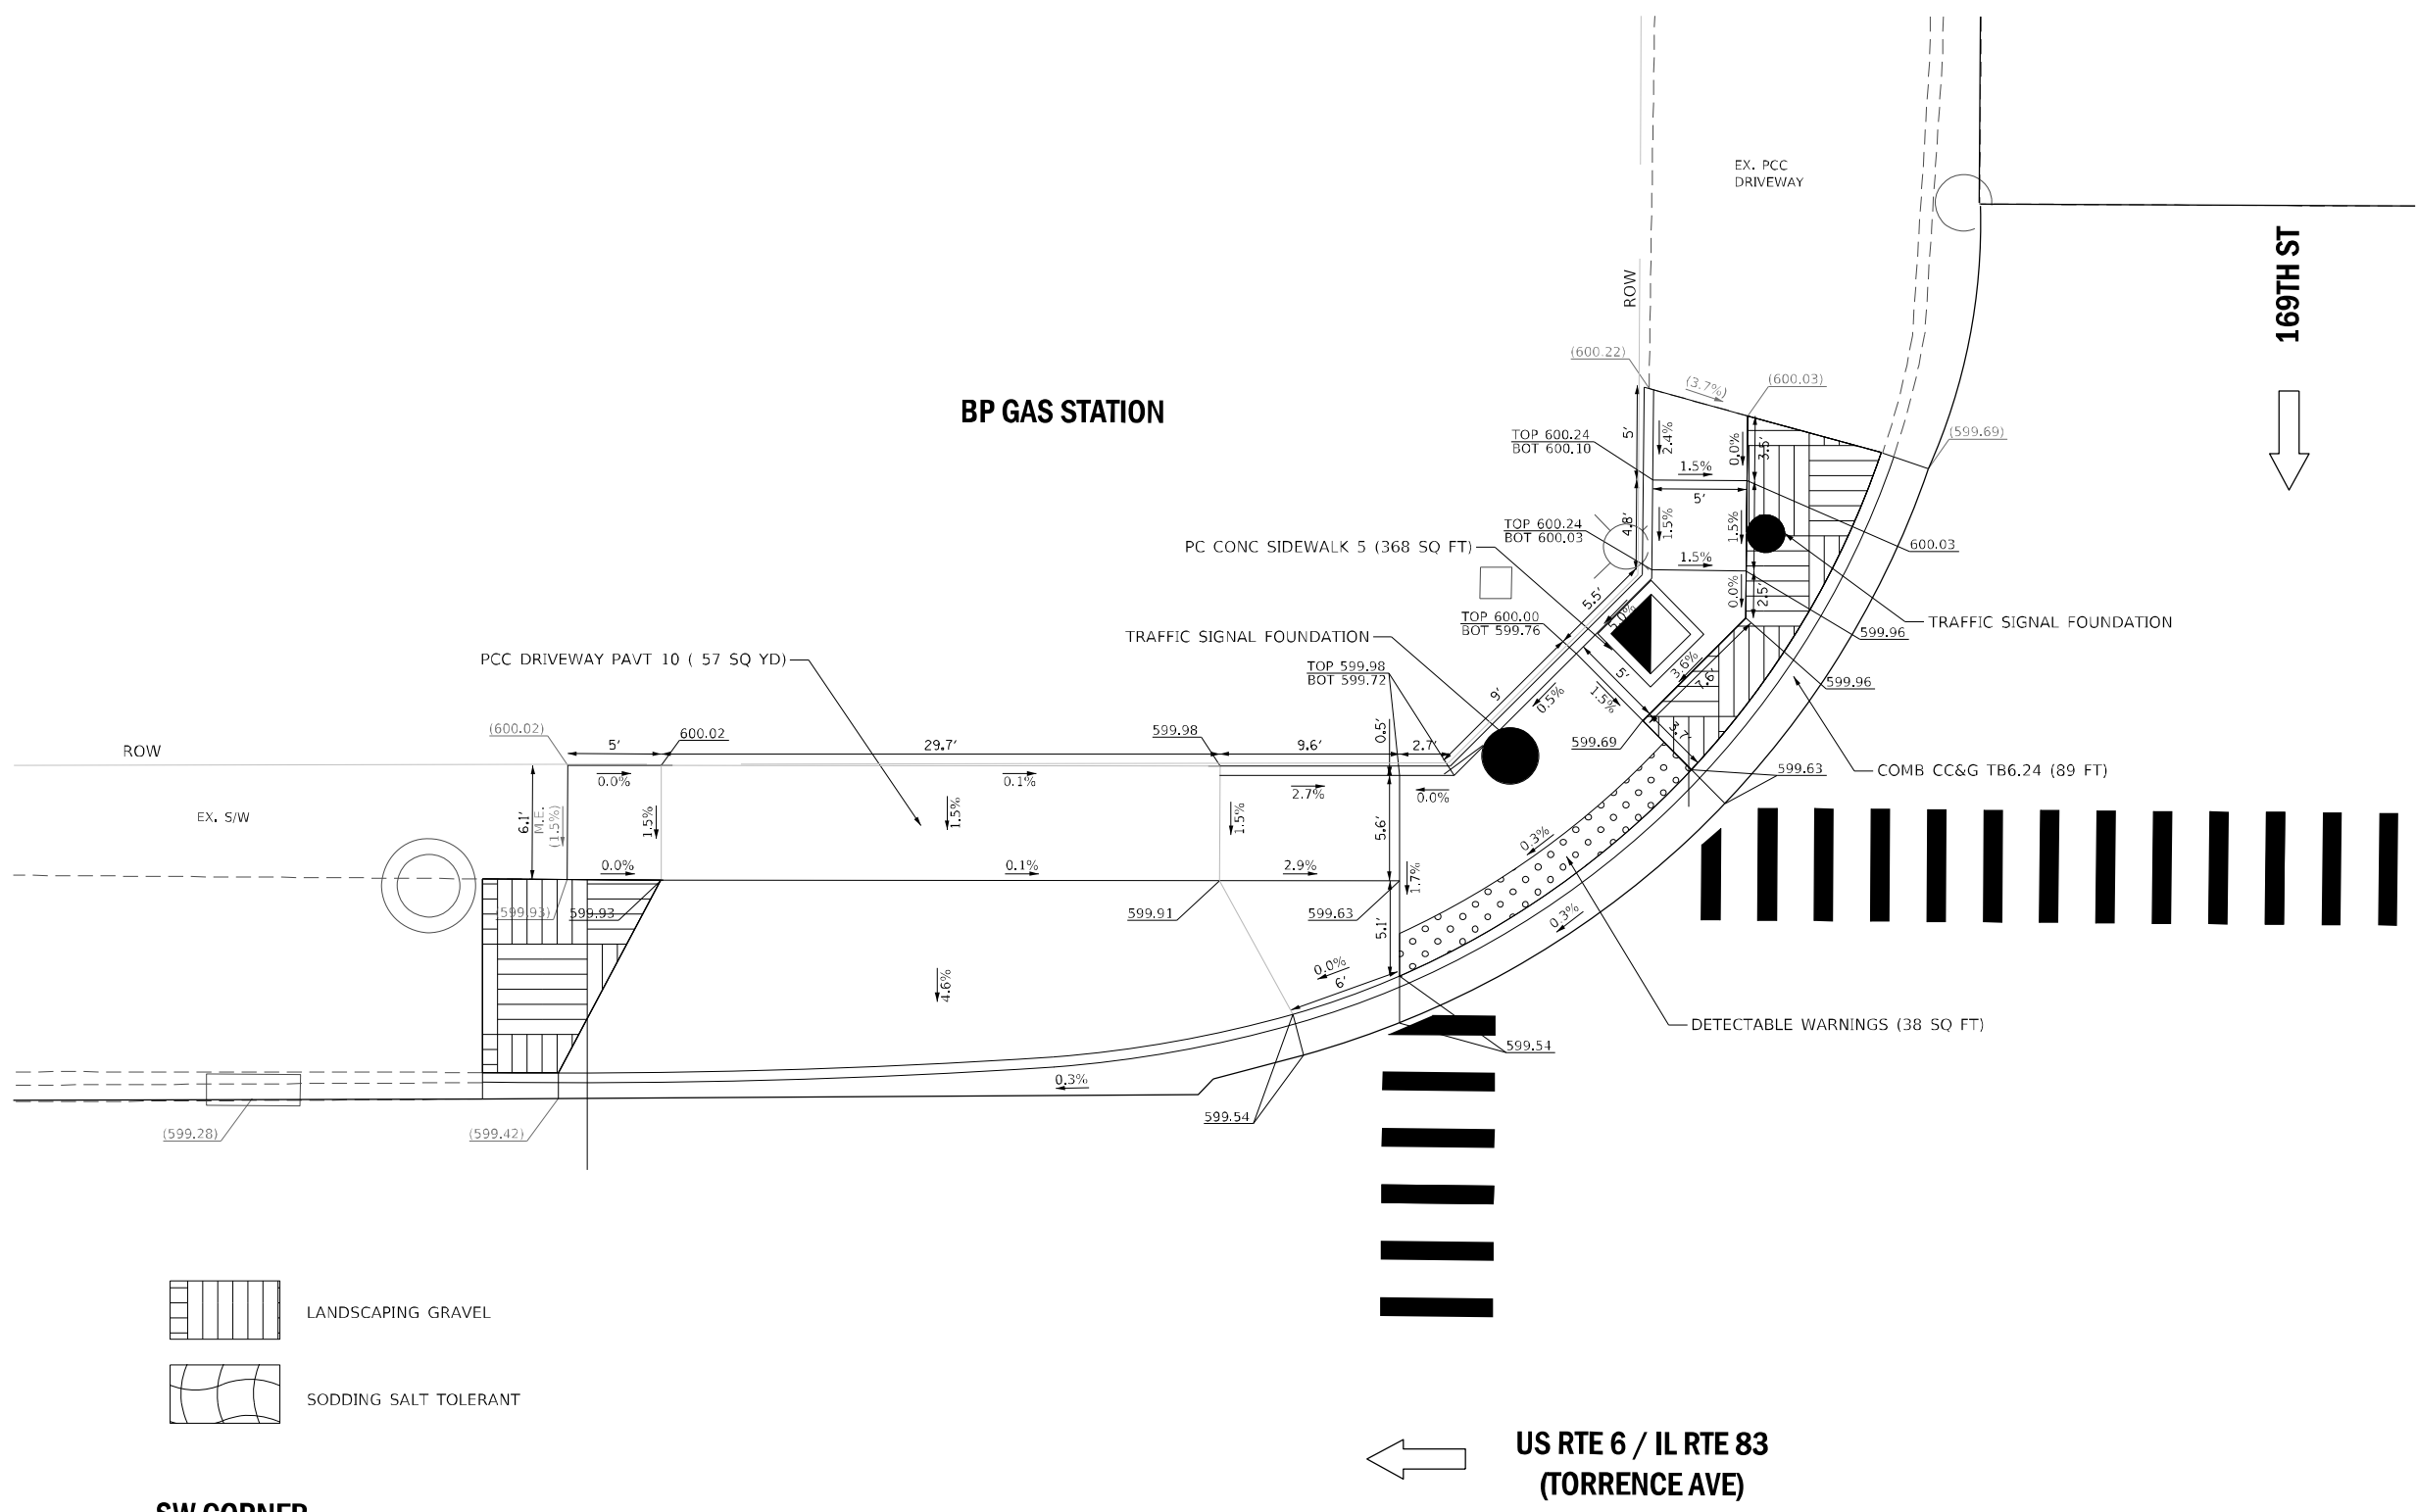 EX. PCC
DRIVEWAY
169TH ST
ROW
(600.22)
(3.7%)
(600.03)
BP GAS STATION
(599.69)
TOP 600.24
BOT 600.10
5'
2.4%
0.0%
3.5'
1.5%
5'
TOP 600.24
BOT 600.03
4.8'
1.5%
1.5%
600.03
PC CONC SIDEWALK 5 (368 SQ FT)
1.5%
0.0%
2.5'
5.5'
5.0%
TOP 600.00
BOT 599.76
TRAFFIC SIGNAL FOUNDATION
599.96
TRAFFIC SIGNAL FOUNDATION
PCC DRIVEWAY PAVT 10 ( 57 SQ YD)
TOP 599.98
BOT 599.72
3.6%
7.6'
5'
9'
0.5%
1.5%
599.96
(600.02)
600.02
599.98
0.5'
3.7'
599.69
ROW
5'
29.7'
9.6'
2.7'
599.63
COMB CC&G TB6.24 (89 FT)
0.0%
0.1%
2.7%
0.0%
EX. S/W
6.1'
M.E.
(1.5%)
1.5%
1.5%
1.5%
5.6'
0.3%
0.0%
0.1%
2.9%
1.7%
(599.93)
599.93
599.91
599.63
5.1'
0.3%
4.6%
0.0%
6'
DETECTABLE WARNINGS (38 SQ FT)
599.54
0.3%
599.54
(599.28)
(599.42)
LANDSCAPING GRAVEL
SODDING SALT TOLERANT
US RTE 6 / IL RTE 83
(TORRENCE AVE)
SW CORNER